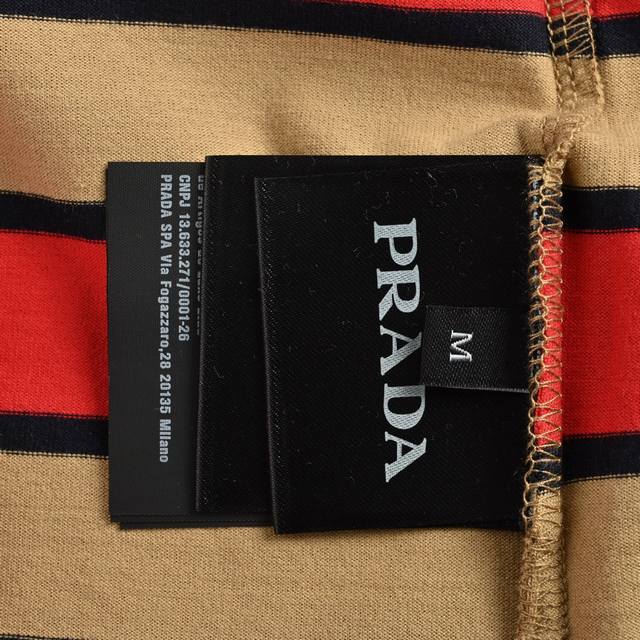 PRADA
M
CNPJ 13.633.271/0001-26
PRADA SPA Via Fogazzaro,28 20135 Milano